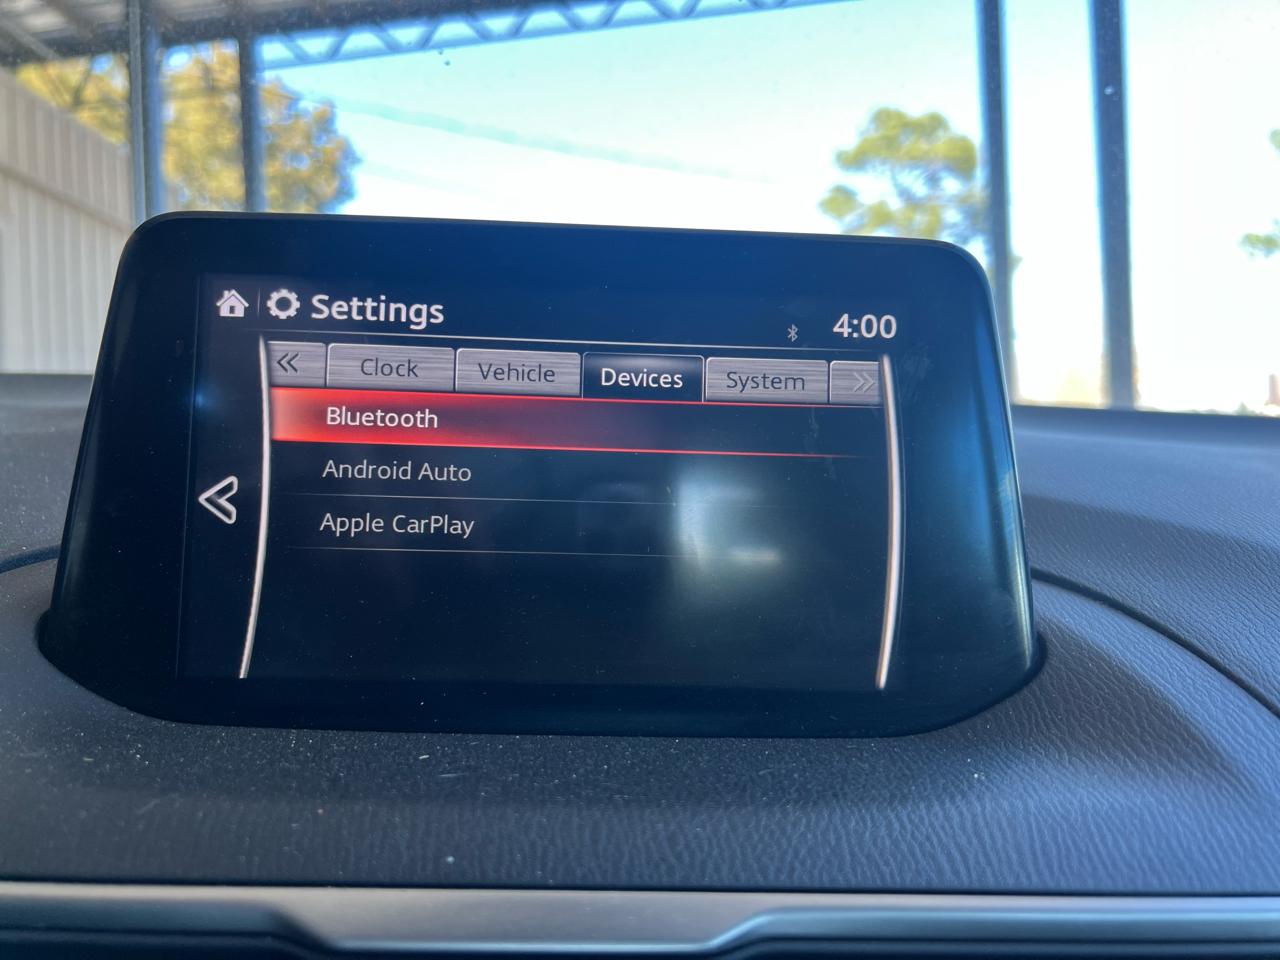 Settings
4:00
« Clock Vehicle Devices System »
Bluetooth
Android Auto
Apple CarPlay